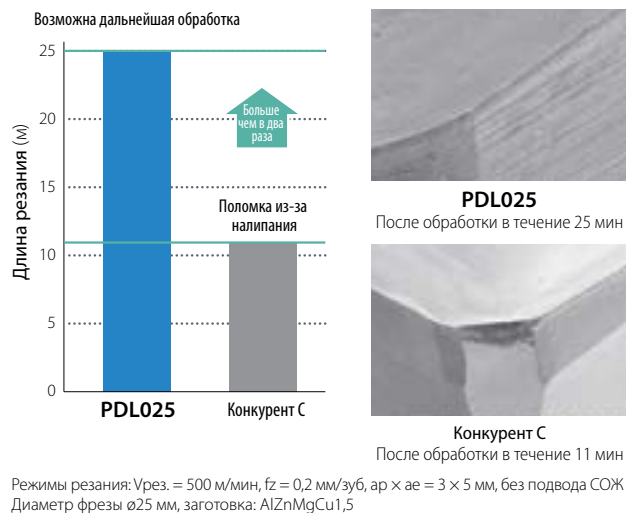 Возможна дальнейшая обработка
Длина резания (м)
25
20
15
10
5
0
Больше
чем в два
раза
Поломка из-за
налипания
PDL025
Конкурент C
PDL025
После обработки в течение 25 мин
Конкурент C
После обработки в течение 11 мин
Режимы резания: Vрез. = 500 м/мин, fz = 0,2 мм/зуб, ap × ae = 3 × 5 мм, без подвода СОЖ
Диаметр фрезы ø25 мм, заготовка: AlZnMgCu1,5